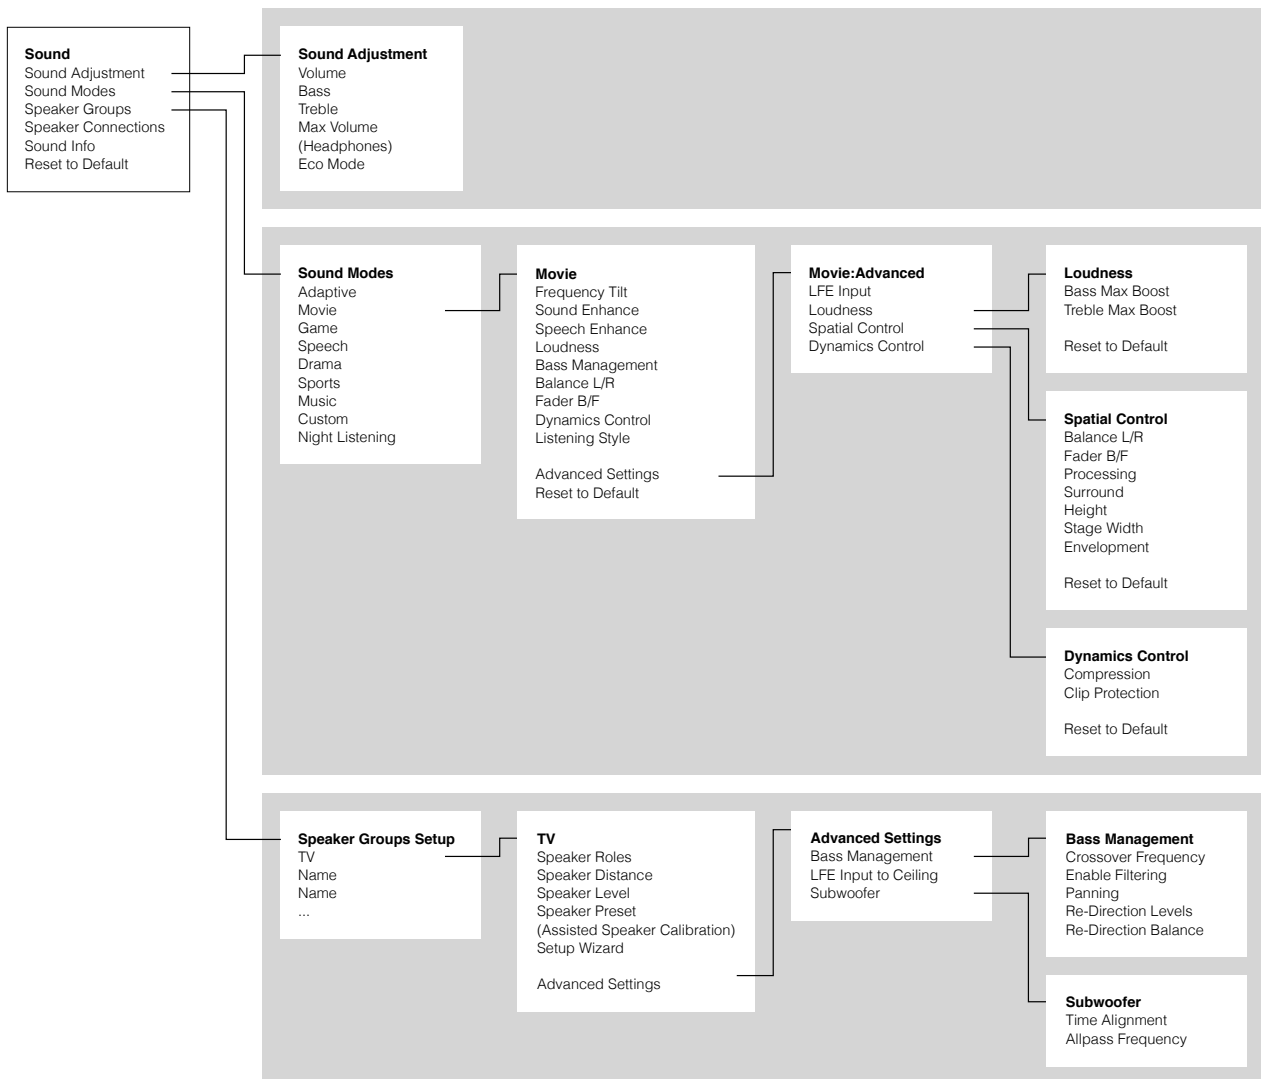 Sound
Sound Adjustment
Sound Modes
Speaker Groups
Speaker Connections
Sound Info
Reset to Default
Sound Adjustment
Volume
Bass
Treble
Max Volume
(Headphones)
Eco Mode
Sound Modes
Adaptive
Movie
Game
Speech
Drama
Sports
Music
Custom
Night Listening
Movie
Frequency Tilt
Sound Enhance
Speech Enhance
Loudness
Bass Management
Balance L/R
Fader B/F
Dynamics Control
Listening Style
Advanced Settings
Reset to Default
Movie:Advanced
LFE Input
Loudness
Spatial Control
Dynamics Control
Loudness
Bass Max Boost
Treble Max Boost
Reset to Default
Spatial Control
Balance L/R
Fader B/F
Processing
Surround
Height
Stage Width
Envelopment
Reset to Default
Dynamics Control
Compression
Clip Protection
Reset to Default
Speaker Groups Setup
TV
Name
Name
...
TV
Speaker Roles
Speaker Distance
Speaker Level
Speaker Preset
(Assisted Speaker Calibration)
Setup Wizard
Advanced Settings
Advanced Settings
Bass Management
LFE Input to Ceiling
Subwoofer
Bass Management
Crossover Frequency
Enable Filtering
Panning
Re-Direction Levels
Re-Direction Balance
Subwoofer
Time Alignment
Allpass Frequency